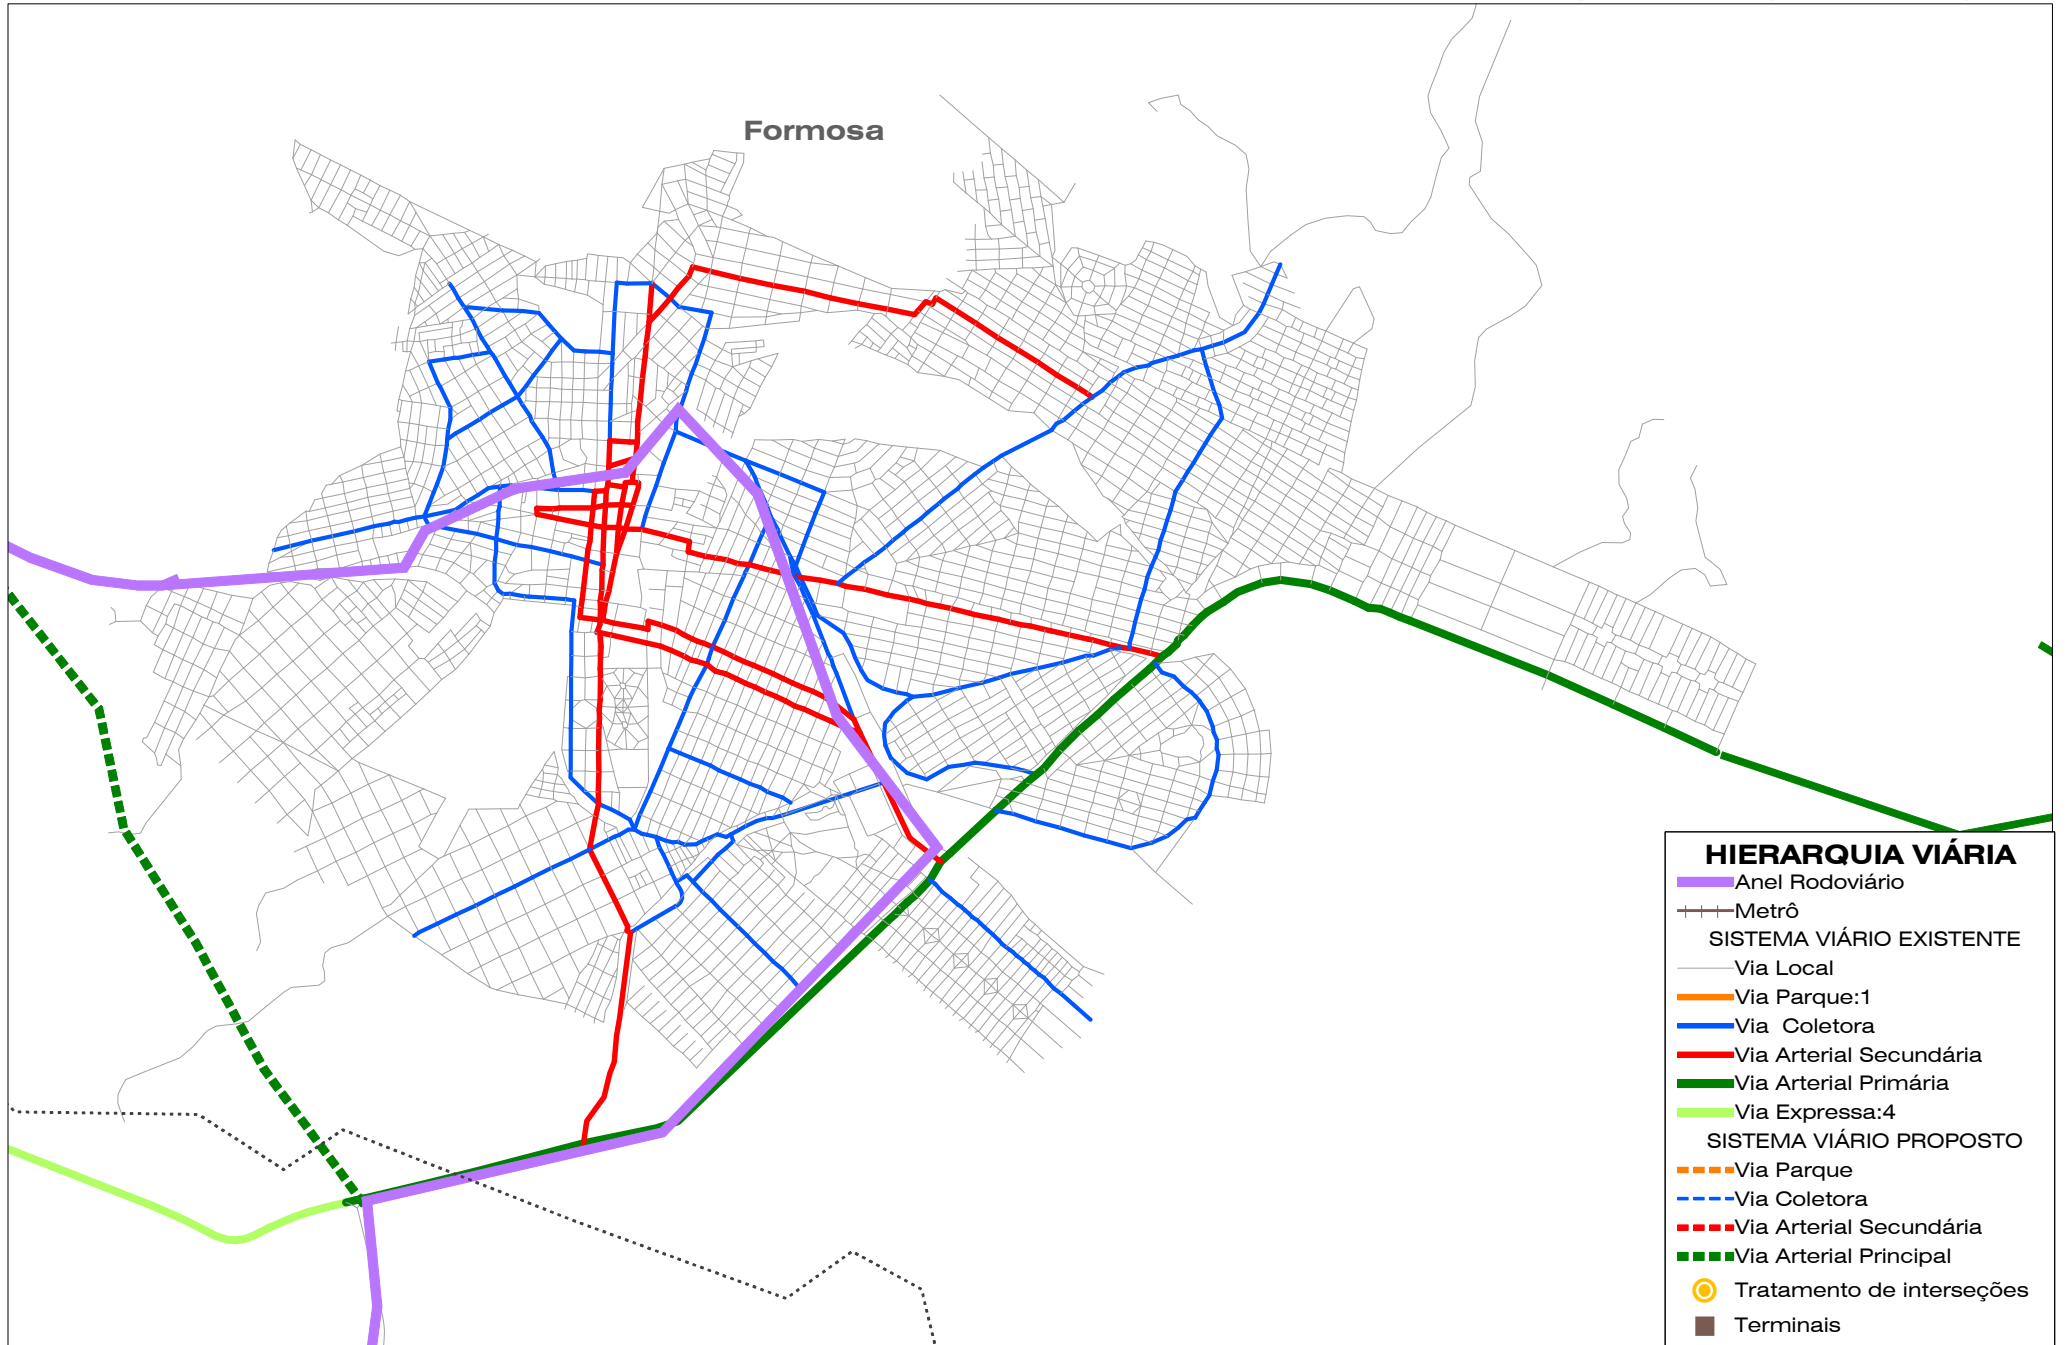 Formosa
HIERARQUIA VIÁRIA
Anel Rodoviário
Metrô
SISTEMA VIÁRIO EXISTENTE
Via Local
Via Parque:1
Via Coletora
Via Arterial Secundária
Via Arterial Primária
Via Expressa:4
SISTEMA VIÁRIO PROPOSTO
Via Parque
Via Coletora
Via Arterial Secundária
Via Arterial Principal
Tratamento de interseções
Terminais